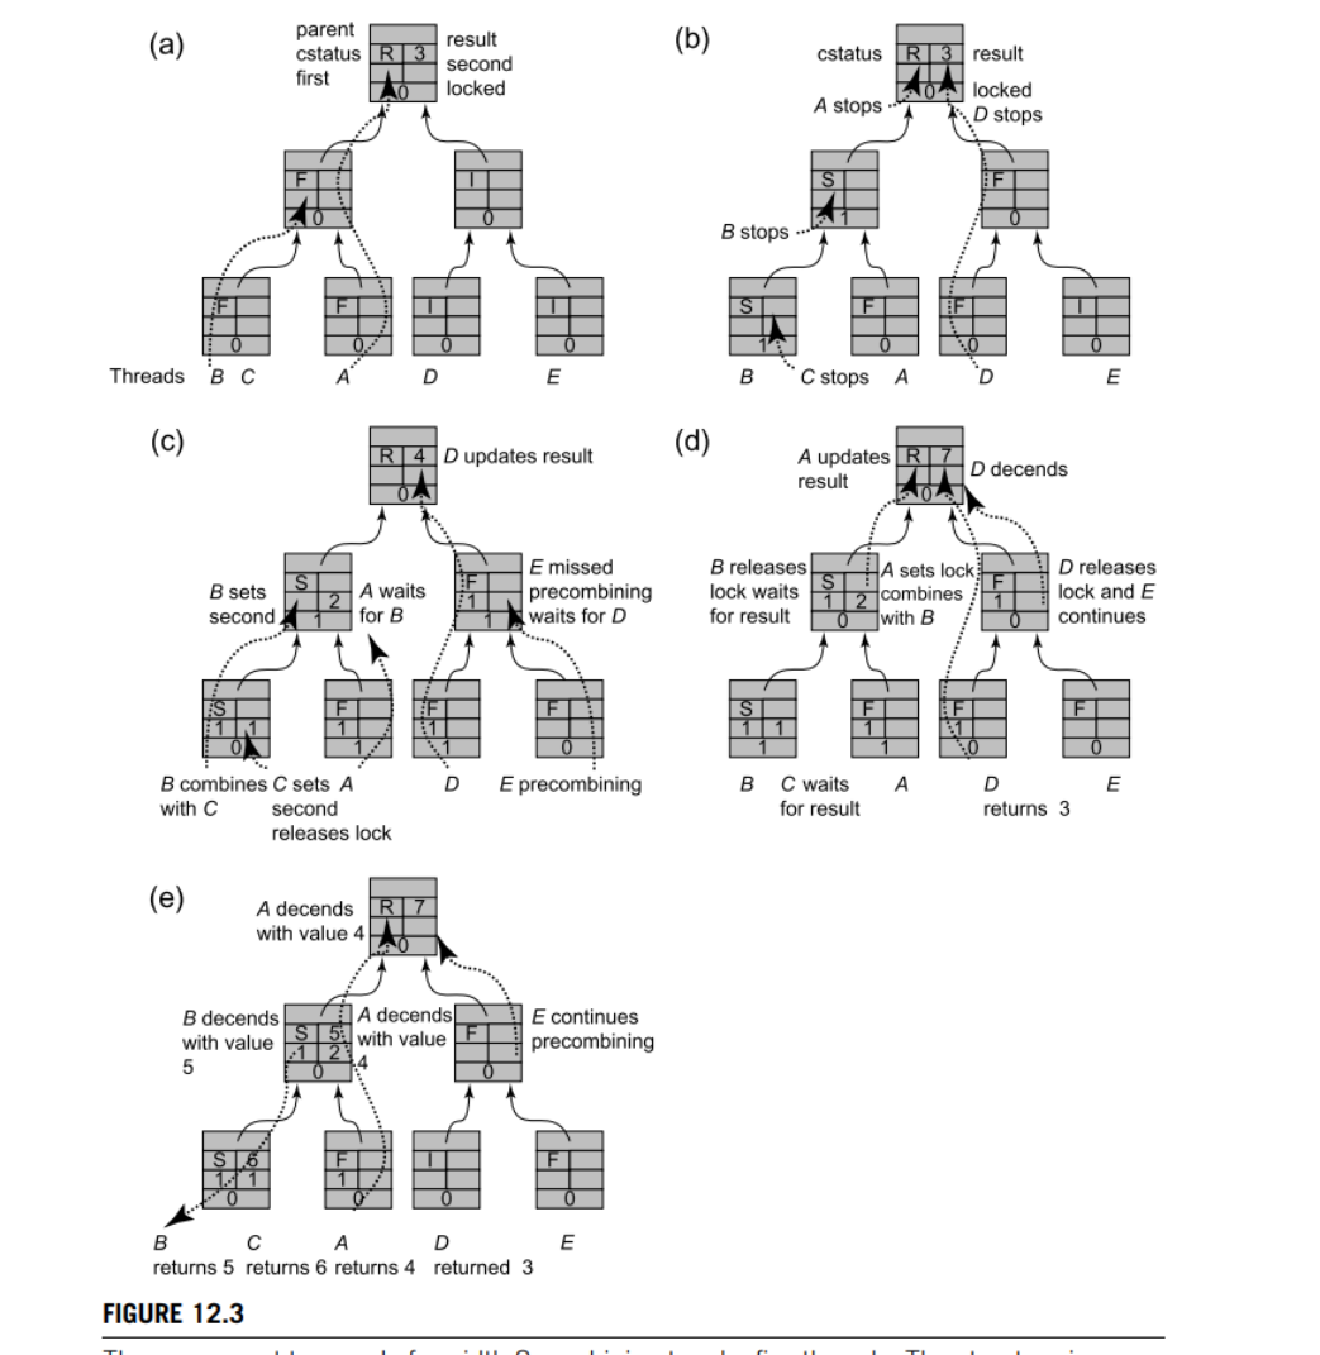 (a)
parent
cstatus
first
R 3
0
result
second
locked
F
0
I
0
F
0
F
0
I
0
I
0
Threads B C A D E
(b)
cstatus
R 3
0
result
locked
A stops
D stops
S
1
F
0
B stops
S
1
F
0
F
0
I
0
B C stops A D E
(c)
R 4
0
D updates result
B sets
second
S
2
1
A waits
for B
F
1
1
E missed
precombining
waits for D
S
1 1
0
F
1
1
F
1
1
F
0
B combines
with C
C sets
second
releases lock
A
D
E precombining
(d)
A updates
result
R 7
0
D decends
B releases
lock waits
for result
S
1 2
0
A sets lock
combines
with B
F
1
0
D releases
lock and E
continues
S
1 1
1
F
1
1
F
1
0
F
0
B
C waits
for result
A
D
returns 3
E
(e)
A decends
with value 4
R 7
0
B decends
with value
5
S 5
1 2
0
A decends
with value
4
F
0
E continues
precombining
S 6
1 1
0
F
1
0
I
0
F
0
B C A D E
returns 5 returns 6 returns 4 returned 3
FIGURE 12.3